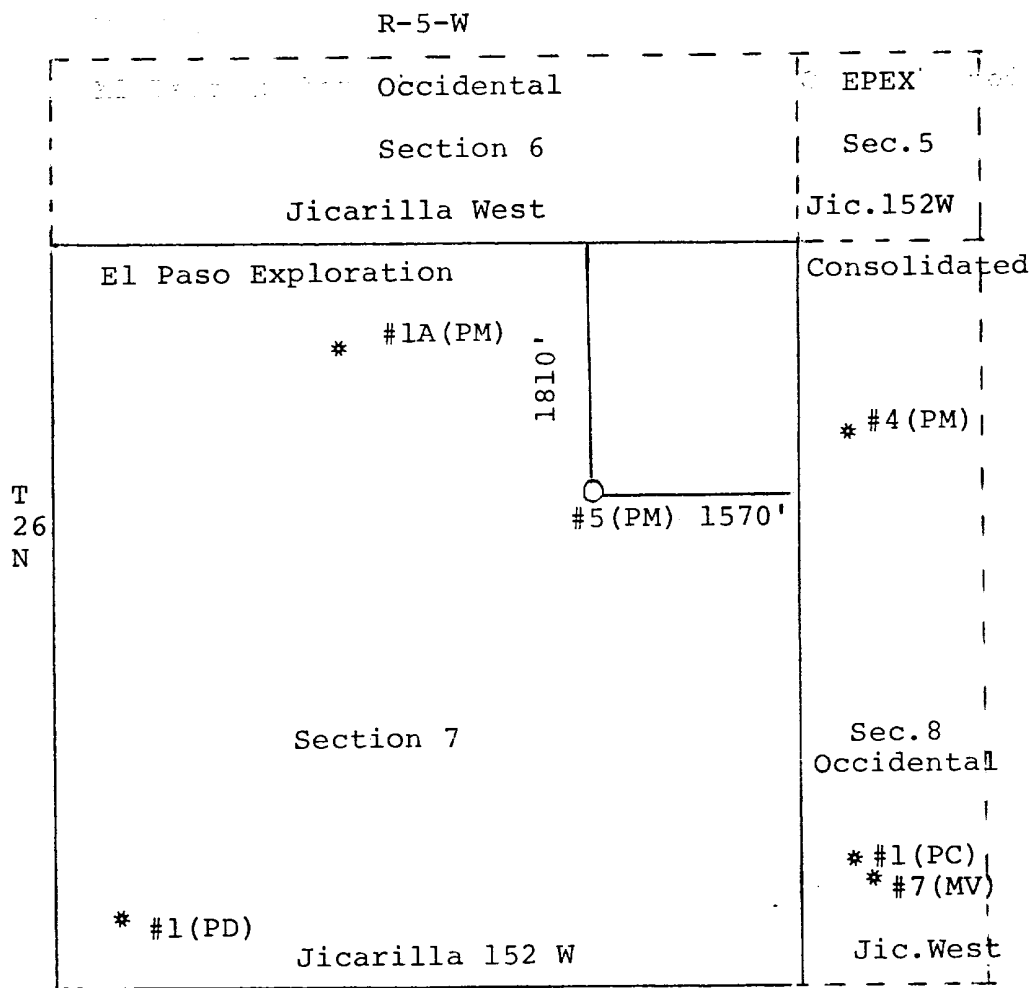 R-5-W
Occidental
EPEX
Section 6
Sec.5
Jicarilla West
Jic.152W
El Paso Exploration
Consolidated
#1A(PM)
1810'
#4(PM)
T
26
N
#5(PM) 1570'
Section 7
Sec.8
Occidental
#1(PC)
#7(MV)
#1(PD)
Jicarilla 152 W
Jic.West